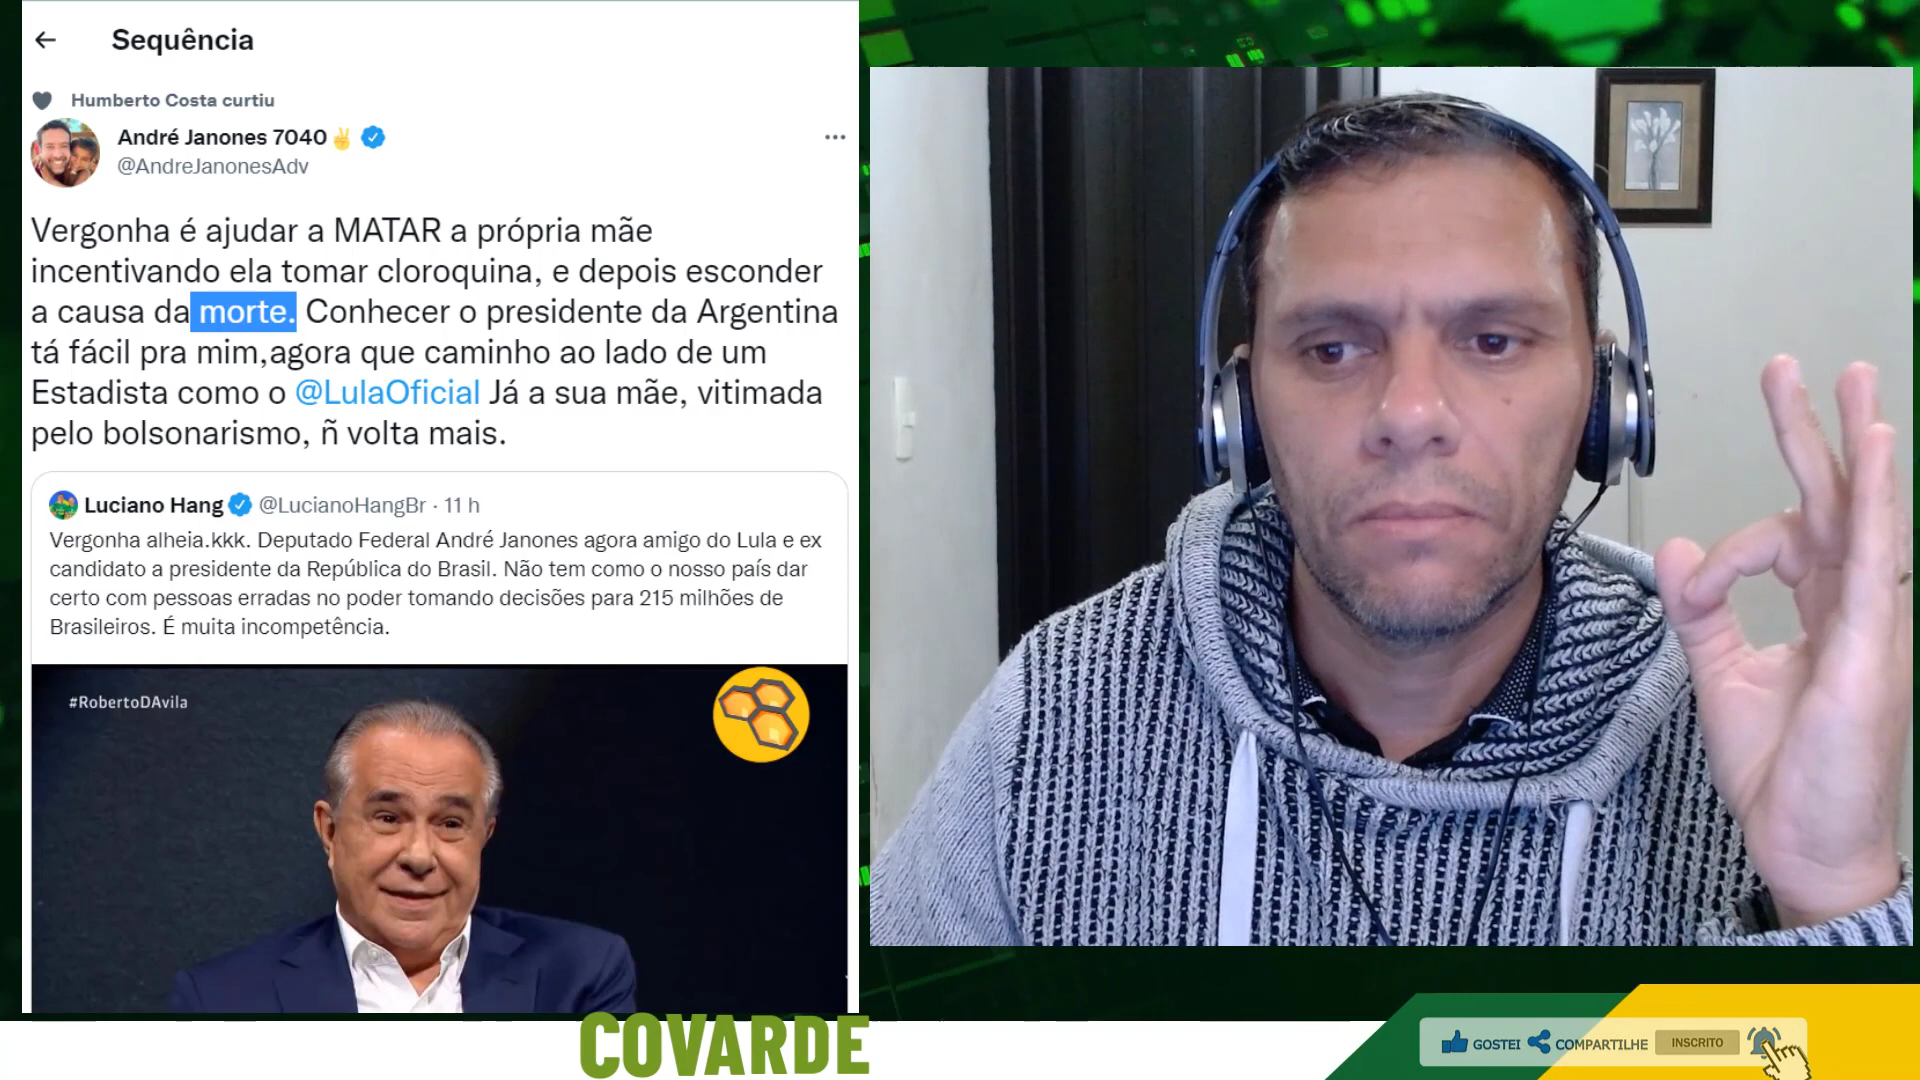 Sequência
Humberto Costa curtiu
André Janones 7040✌
@AndreJanonesAdv
Vergonha é ajudar a MATAR a própria mãe
incentivando ela tomar cloroquina, e depois esconder
a causa da morte. Conhecer o presidente da Argentina
tá fácil pra mim,agora que caminho ao lado de um
Estadista como o @LulaOficial Já a sua mãe, vitimada
pelo bolsonarismo, ñ volta mais.
Luciano Hang @LucianoHangBr · 11 h
Vergonha alheia.kkk. Deputado Federal André Janones agora amigo do Lula e ex
candidato a presidente da República do Brasil. Não tem como o nosso país dar
certo com pessoas erradas no poder tomando decisões para 215 milhões de
Brasileiros. É muita incompetência.
#RobertoDAvila
COVARDE
GOSTEI COMPARTILHE INSCRITO